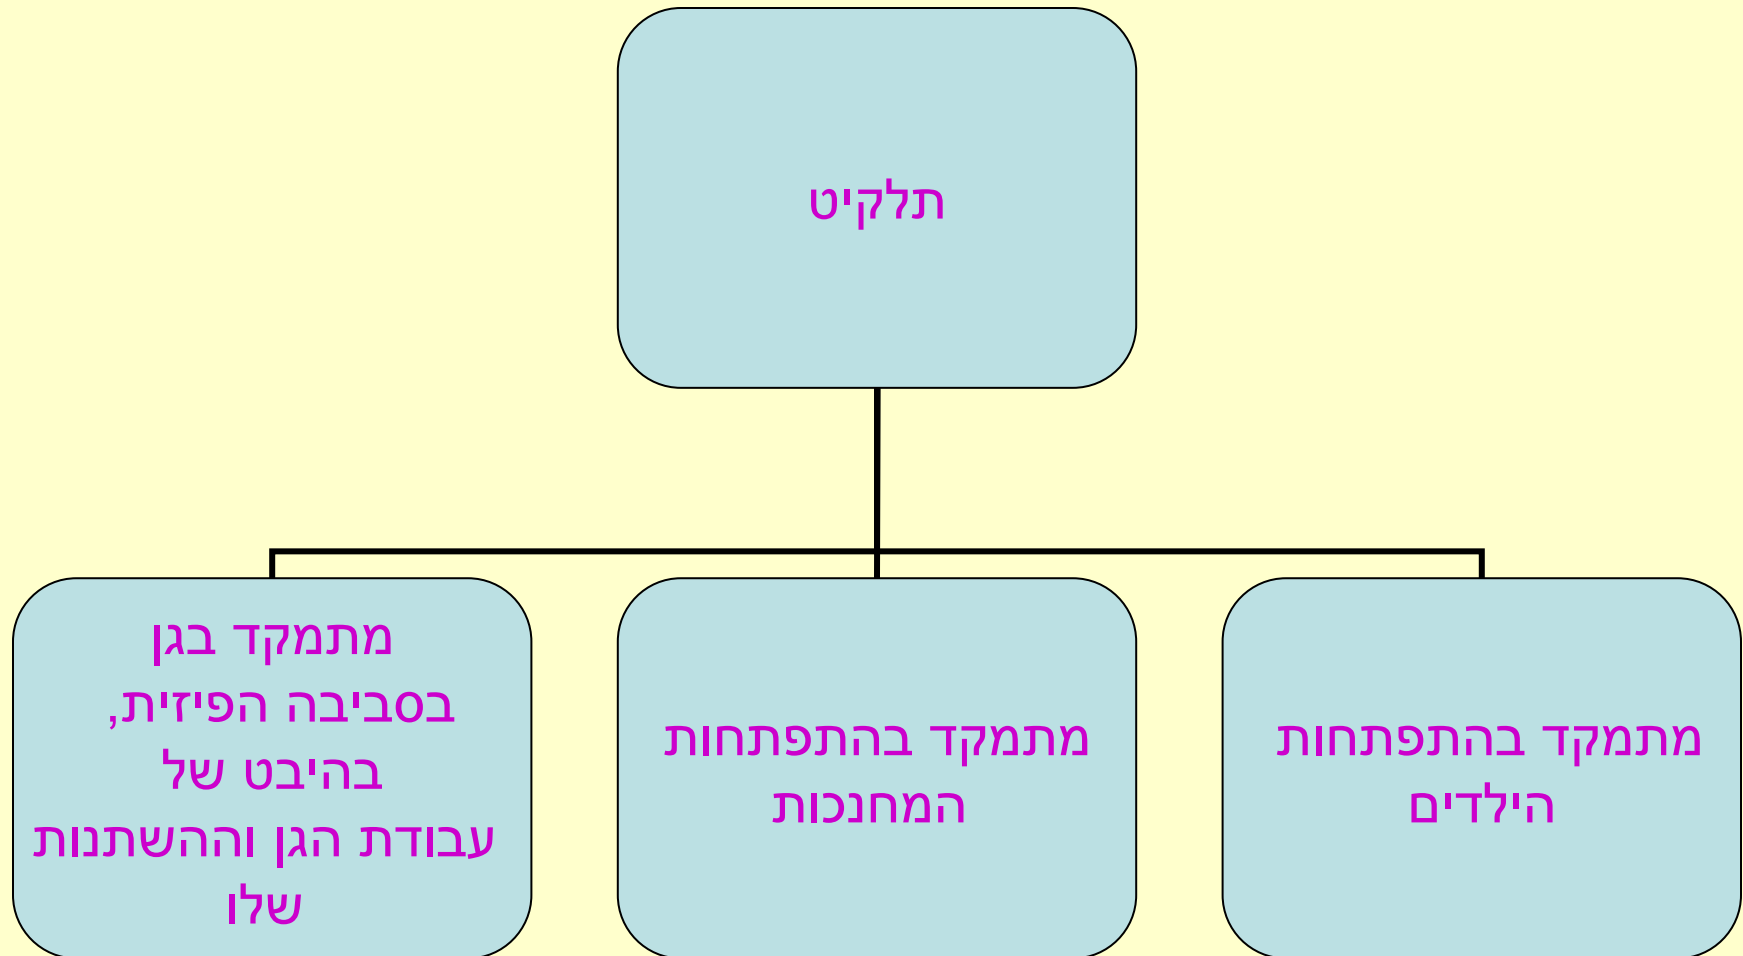 תלקיט
מתמקד בהתפתחות
הילדים
מתמקד בהתפתחות
המחנכות
מתמקד בגן
בסביבה הפיזית,
בהיבט של
עבודת הגן וההשתנות
שלו